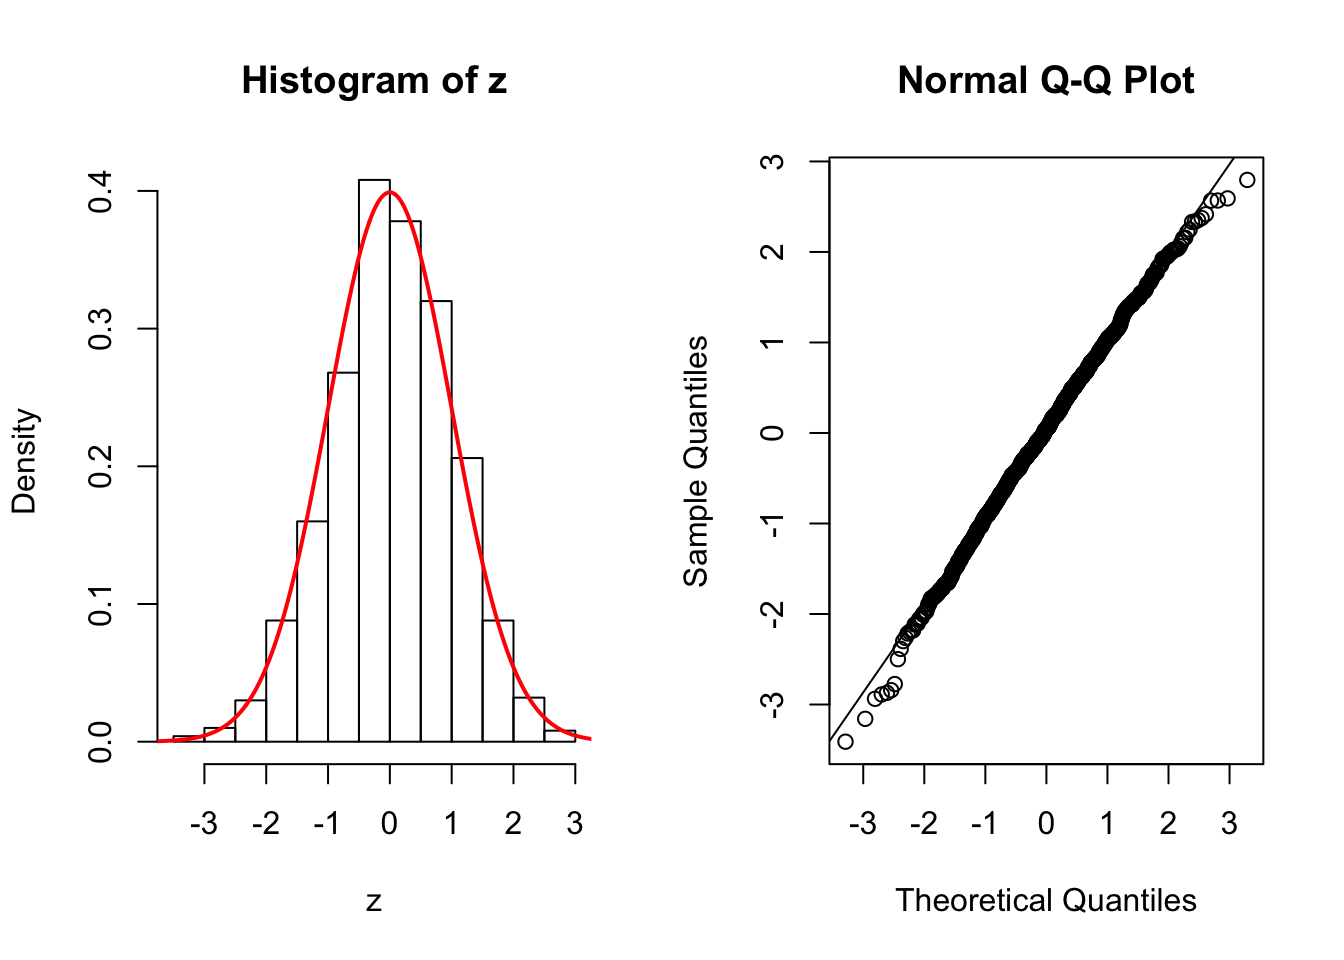 Histogram of z
Density
0.0
0.1
0.2
0.3
0.4
-3 -2 -1 0 1 2 3
z
Normal Q-Q Plot
Sample Quantiles
-3
-2
-1
0
1
2
3
-3 -2 -1 0 1 2 3
Theoretical Quantiles